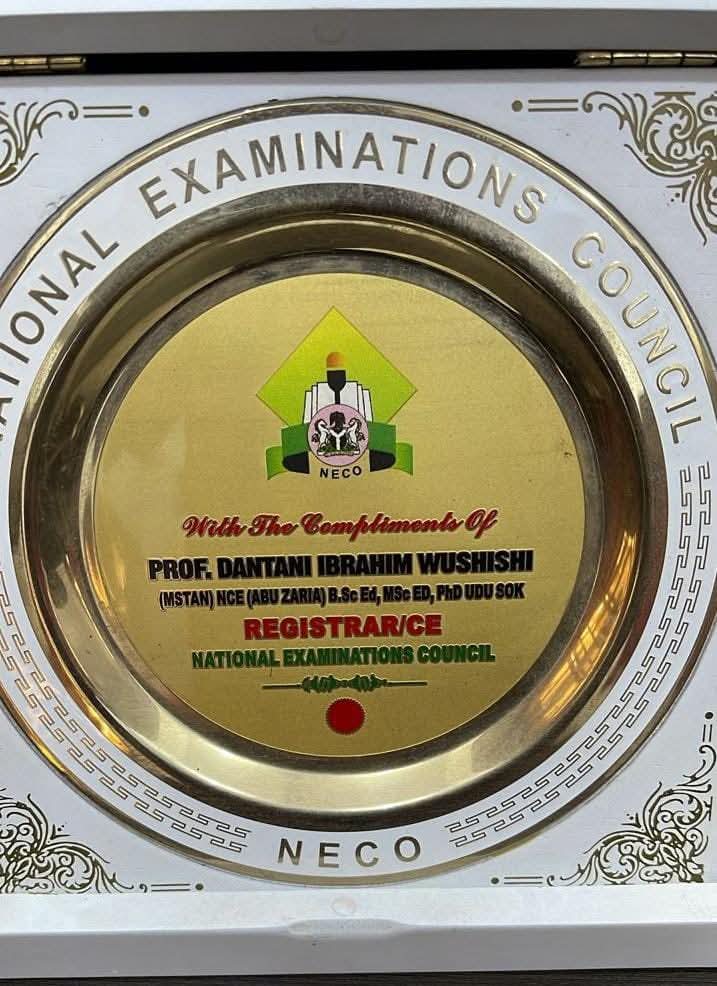 NATIONAL EXAMINATIONS COUNCIL
NECO
With The Compliments Of
PROF. DANTANI IBRAHIM WUSHISHI
(MSTAN) NCE (ABU ZARIA) B.Sc Ed, MSc ED, PhD UDU SOK
REGISTRAR/CE
NATIONAL EXAMINATIONS COUNCIL
NECO